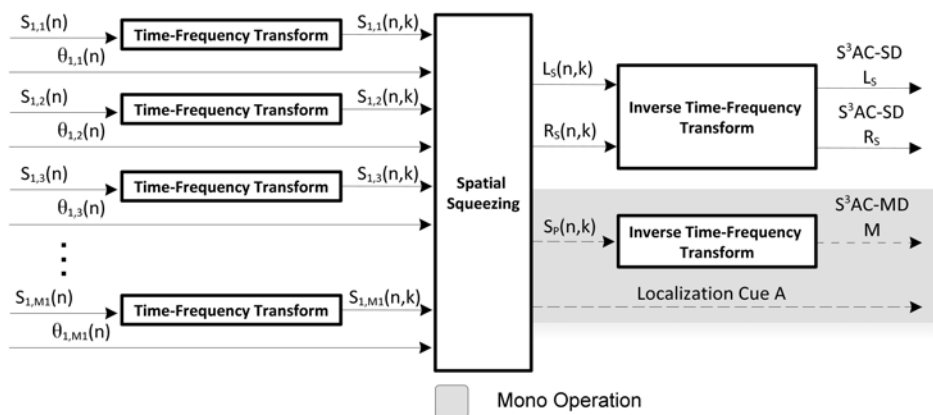 S1,1(n)
Time-Frequency Transform
S1,1(n,k)
θ1,1(n)
S1,2(n)
Time-Frequency Transform
S1,2(n,k)
θ1,2(n)
S1,3(n)
Time-Frequency Transform
S1,3(n,k)
θ1,3(n)
S1,M1(n)
Time-Frequency Transform
S1,M1(n,k)
θ1,M1(n)
Spatial
Squeezing
LS(n,k)
RS(n,k)
Inverse Time-Frequency
Transform
S³AC-SD
LS
S³AC-SD
RS
SP(n,k)
Inverse Time-Frequency
Transform
S³AC-MD
M
Localization Cue A
Mono Operation